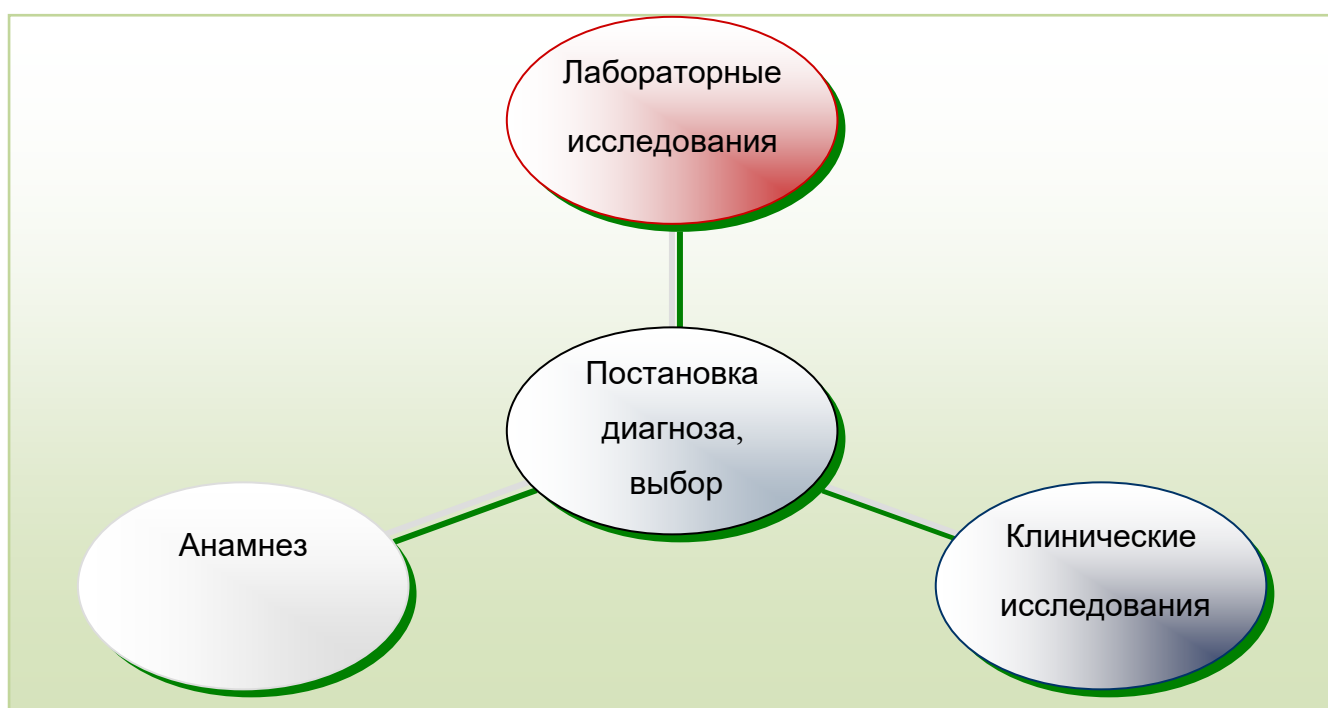 Лабораторные
исследования
Постановка
диагноза,
выбор
Анамнез
Клинические
исследования